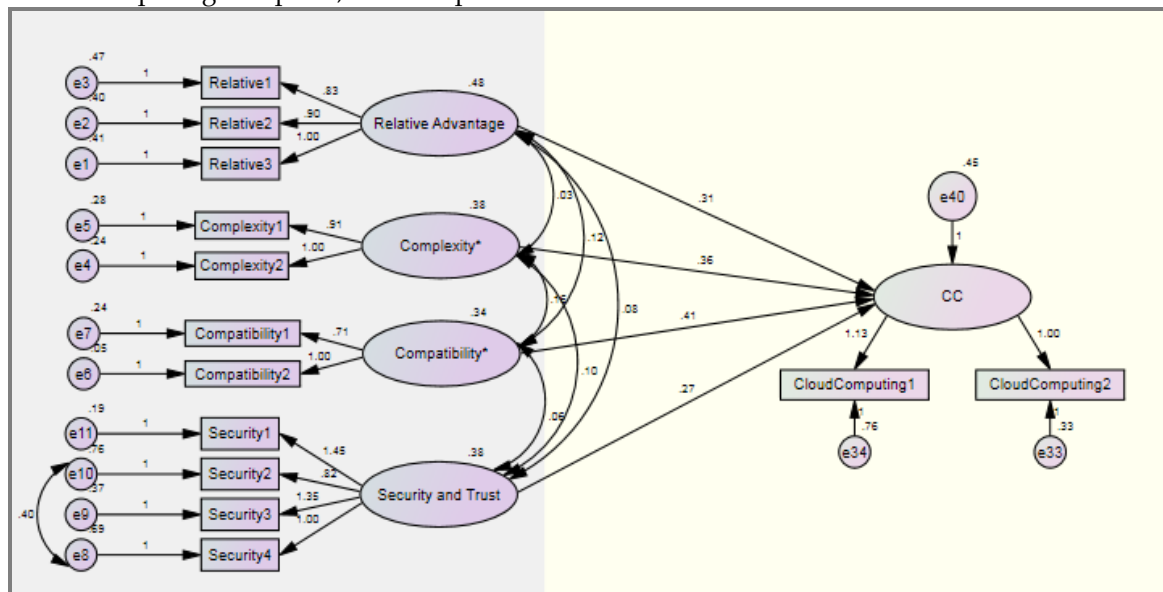 .47
e3
1
Relative1
.83
.48
.40
e2
1
Relative2
.90
Relative Advantage
.41
e1
1
Relative3
1.00
.03
.12
.08
.31
.45
e40
1
.28
e5
1
Complexity1
.91
.38
.24
e4
1
Complexity2
1.00
Complexity*
.36
CC
.15
.10
.24
e7
1
Compatibility1
.71
.34
.05
e6
1
Compatibility2
1.00
Compatibility*
.41
.06
1.13
1.00
CloudComputing1
CloudComputing2
1
.76
e34
1
.33
e33
.19
e11
1
Security1
1.45
.38
.27
e10
1
Security2
.82
Security and Trust
.37
e9
1
Security3
1.35
e8
1
Security4
1.00
.40